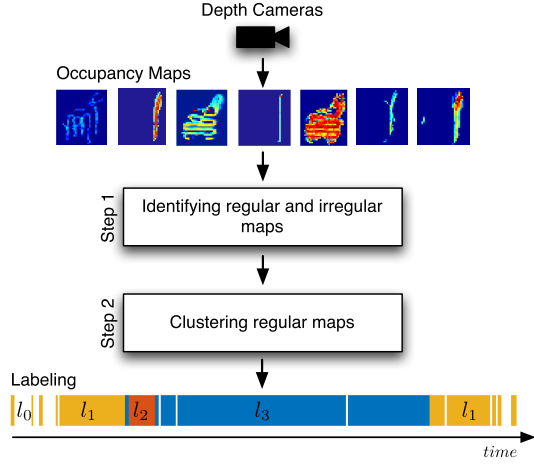 Depth Cameras
Occupancy Maps
Step 1
Identifying regular and irregular
maps
Step 2
Clustering regular maps
Labeling
l0 l1 l2 l3 l1
time